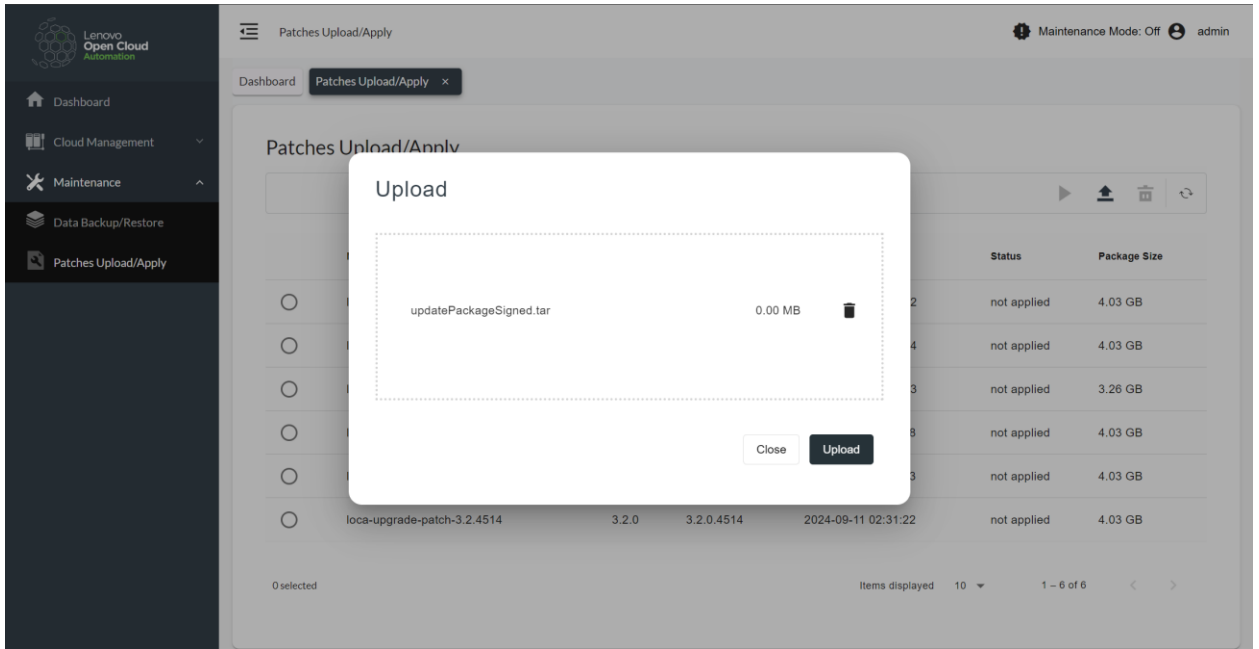 Lenovo
Open Cloud
Automation
Patches Upload/Apply
Maintenance Mode: Off
admin
Dashboard
Patches Upload/Apply ×
Dashboard
Cloud Management
Maintenance
Data Backup/Restore
Patches Upload/Apply
Patches Upload/Apply
Upload
updatePackageSigned.tar 0.00 MB
Close Upload
Status Package Size
2 not applied 4.03 GB
4 not applied 4.03 GB
3 not applied 3.26 GB
8 not applied 4.03 GB
3 not applied 4.03 GB
loca-upgrade-patch-3.2.4514 3.2.0 3.2.0.4514 2024-09-11 02:31:22 not applied 4.03 GB
0 selected Items displayed 10 1 – 6 of 6